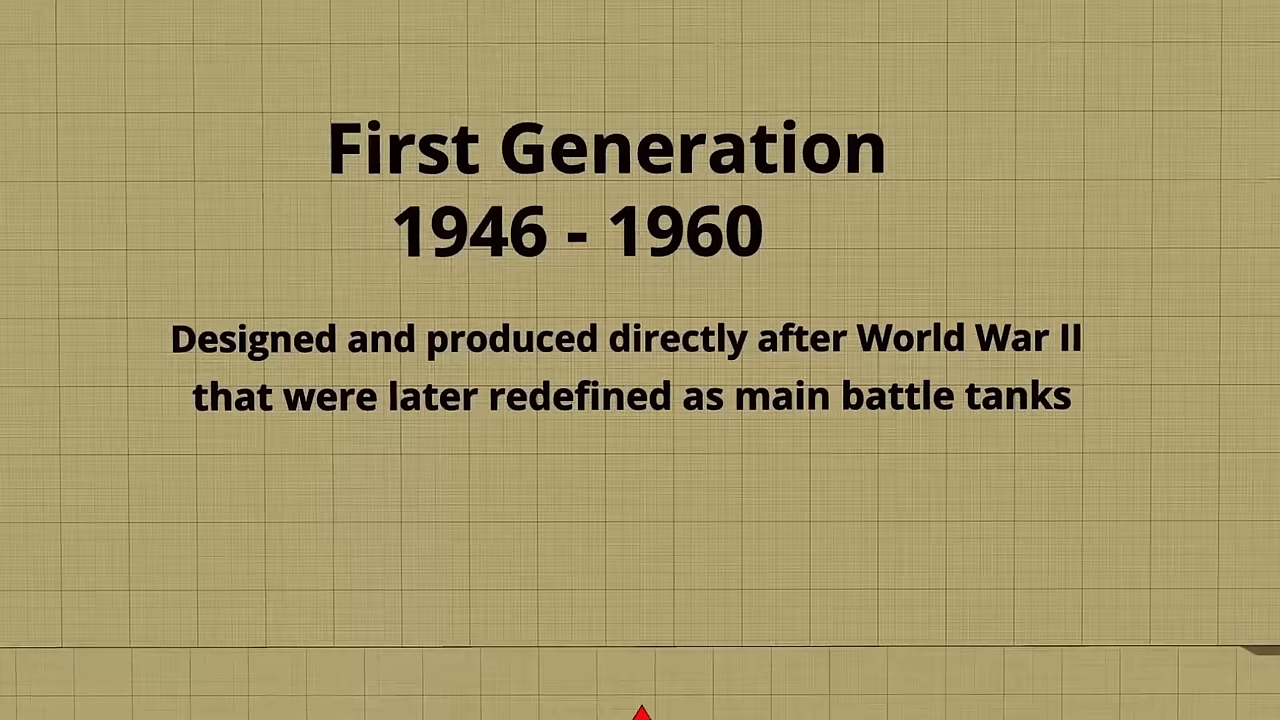 First Generation
1946 - 1960
Designed and produced directly after World War II
that were later redefined as main battle tanks